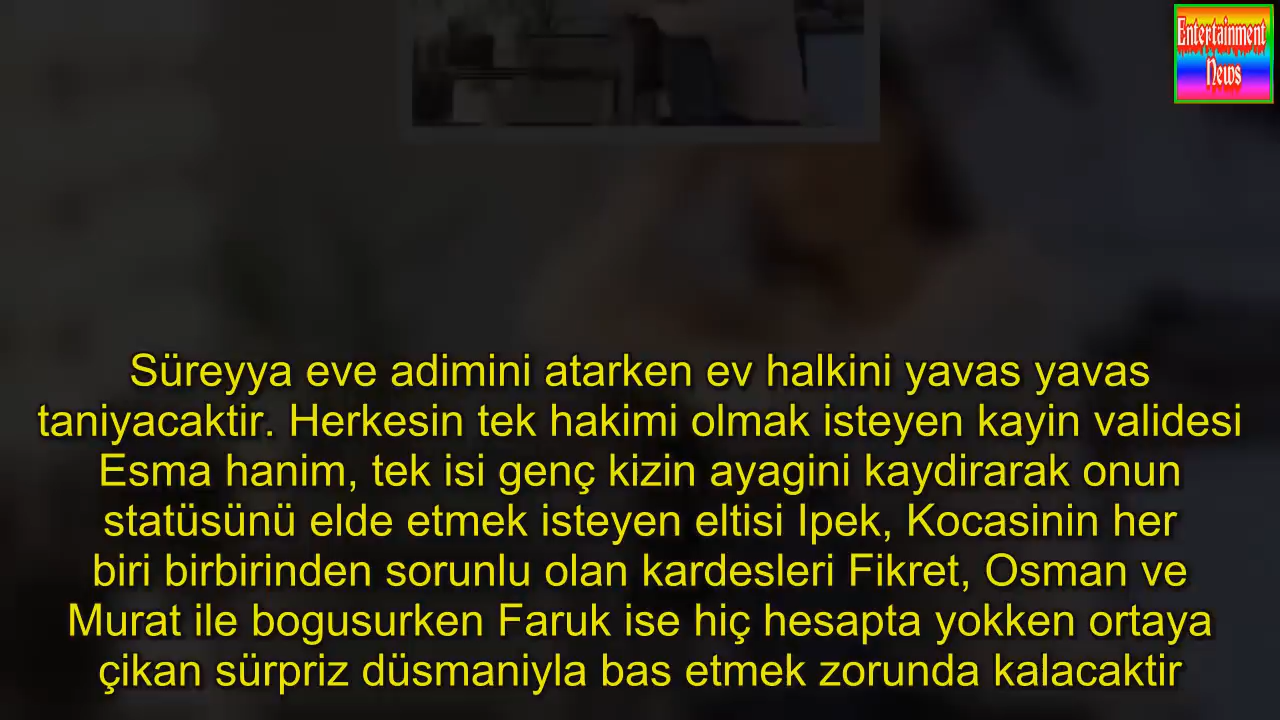 Entertainment
News
Süreyya eve adimini atarken ev halkini yavas yavas
taniyacaktir. Herkesin tek hakimi olmak isteyen kayin validesi
Esma hanim, tek isi genç kizin ayagini kaydirarak onun
statüsünü elde etmek isteyen eltisi Ipek, Kocasinin her
biri birbirinden sorunlu olan kardesleri Fikret, Osman ve
Murat ile bogusurken Faruk ise hiç hesapta yokken ortaya
çikan sürpriz düsmaniyla bas etmek zorunda kalacaktir